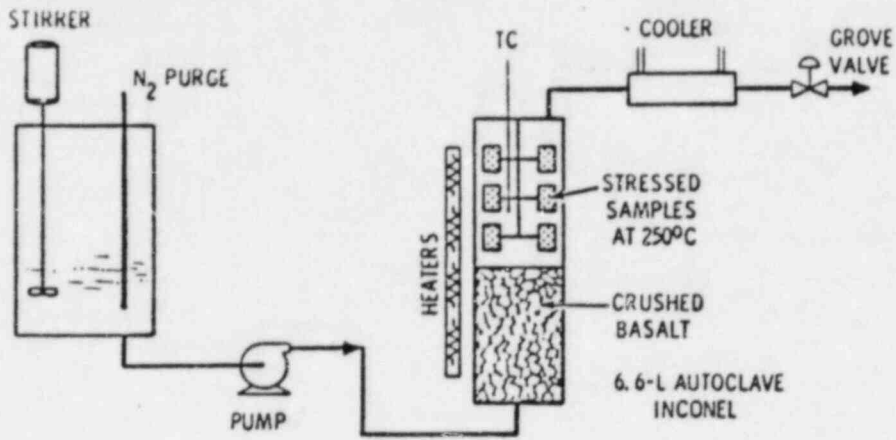 STIRRER
N2 PURGE
TC
COOLER
GROVE
VALVE
HEATERS
STRESSED
SAMPLES
AT 250°C
CRUSHED
BASALT
6.6-L AUTOCLAVE
INCONEL
PUMP